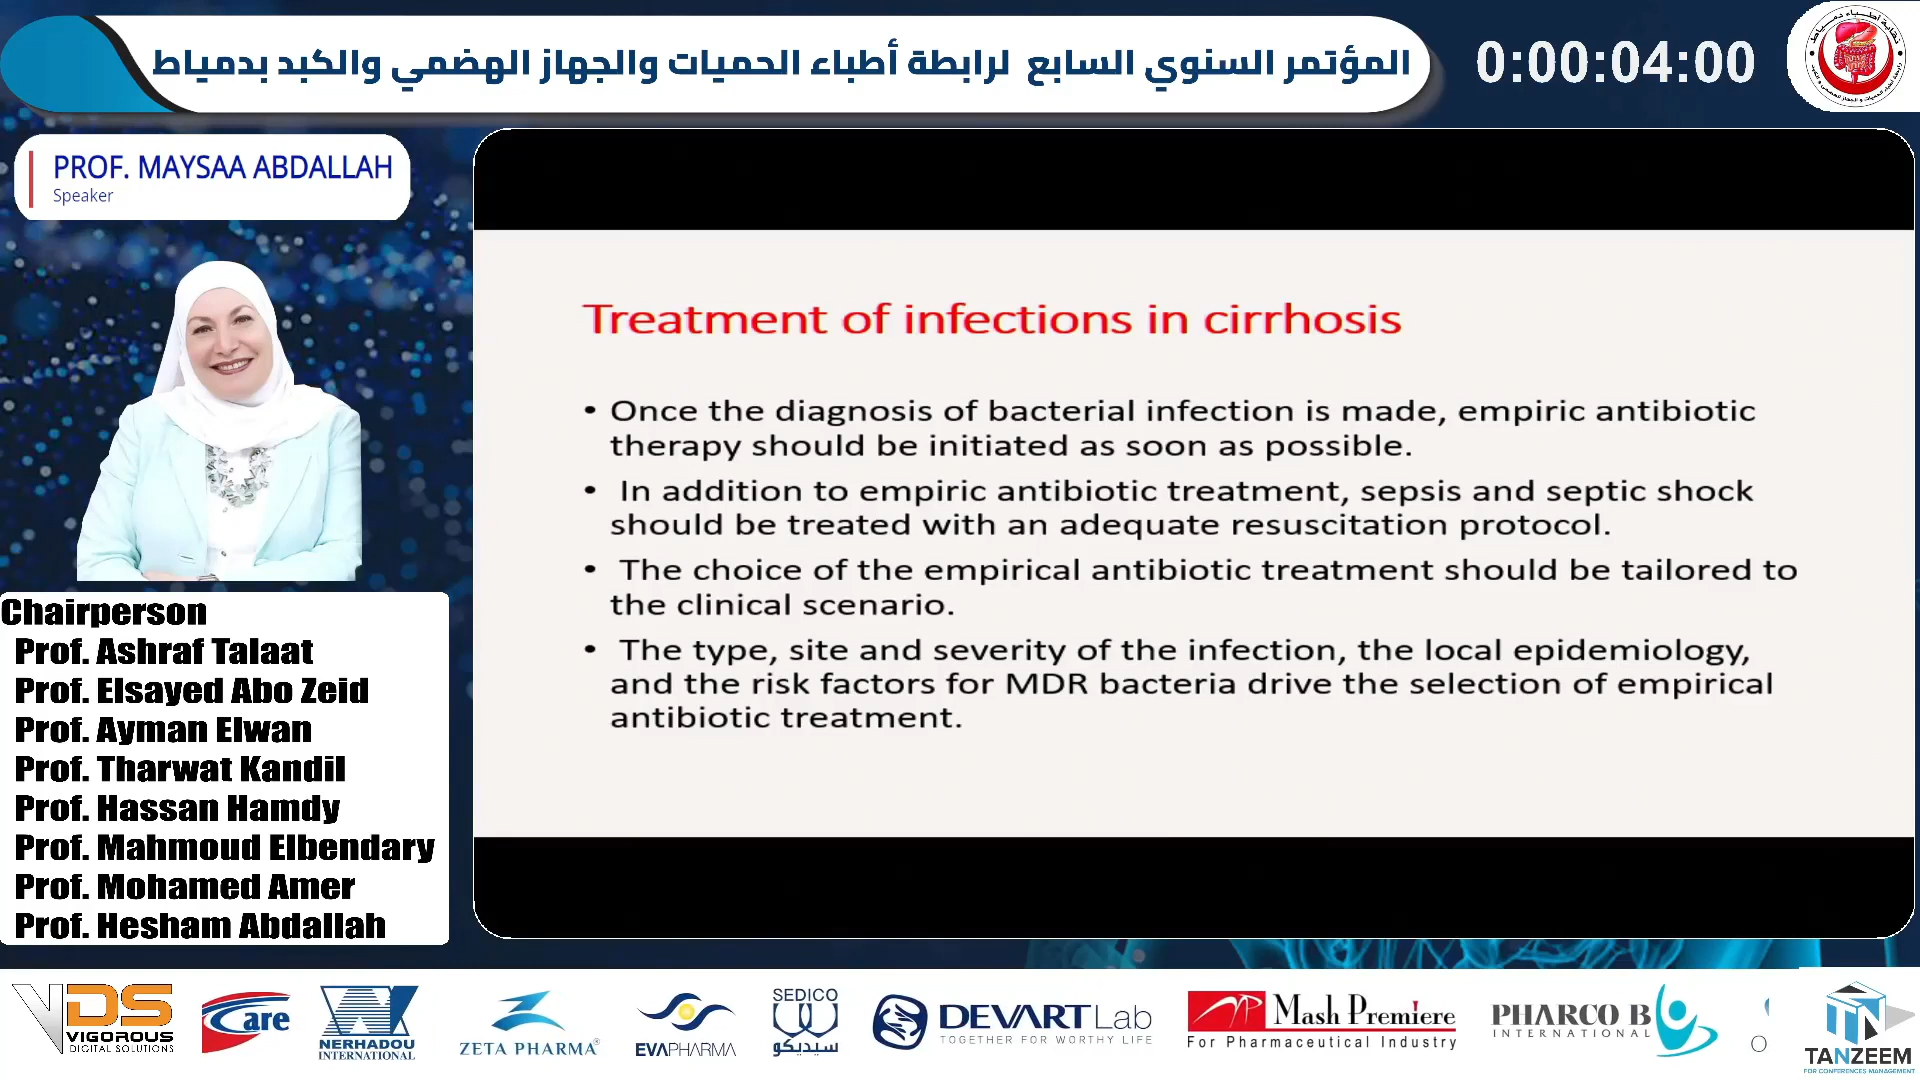 المؤتمر السنوي السابع لرابطة أطباء الحميات والجهاز الهضمي والكبد بدمياط
0:00:04:00
PROF. MAYSAA ABDALLAH
Speaker
Treatment of infections in cirrhosis
• Once the diagnosis of bacterial infection is made, empiric antibiotic
therapy should be initiated as soon as possible.
• In addition to empiric antibiotic treatment, sepsis and septic shock
should be treated with an adequate resuscitation protocol.
• The choice of the empirical antibiotic treatment should be tailored to
the clinical scenario.
• The type, site and severity of the infection, the local epidemiology,
and the risk factors for MDR bacteria drive the selection of empirical
antibiotic treatment.
Chairperson
Prof. Ashraf Talaat
Prof. Elsayed Abo Zeid
Prof. Ayman Elwan
Prof. Tharwat Kandil
Prof. Hassan Hamdy
Prof. Mahmoud Elbendary
Prof. Mohamed Amer
Prof. Hesham Abdallah
VDS
VIGOROUS
DIGITAL SOLUTIONS
Care
NERHADOU
INTERNATIONAL
ZETA PHARMA
EVAPHARMA
SEDICO
سيديكو
DEVART Lab
TOGETHER FOR WORTHY LIFE
Mash Premiere
For Pharmaceutical Industry
PHARCO B
INTERNATIONAL
TANZEEM
FOR CONFERENCES MANAGEMENT